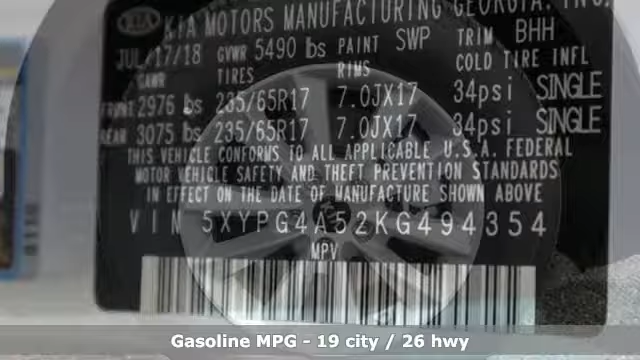 KIA KIA MOTORS MANUFACTURING GEORGIA, INC.
JUL/17/18 GVWR 5490 lbs PAINT SWP TRIM BHH
GAWR TIRES RIMS COLD TIRE INFL
FRONT 2976 lbs 235/65R17 7.0JX17 34psi SINGLE
REAR 3075 lbs 235/65R17 7.0JX17 34psi SINGLE
THIS VEHICLE CONFORMS TO ALL APPLICABLE U.S.A. FEDERAL
MOTOR VEHICLE SAFETY AND THEFT PREVENTION STANDARDS
IN EFFECT ON THE DATE OF MANUFACTURE SHOWN ABOVE
VIN 5XYPG4A52KG494354
MPV
Gasoline MPG - 19 city / 26 hwy